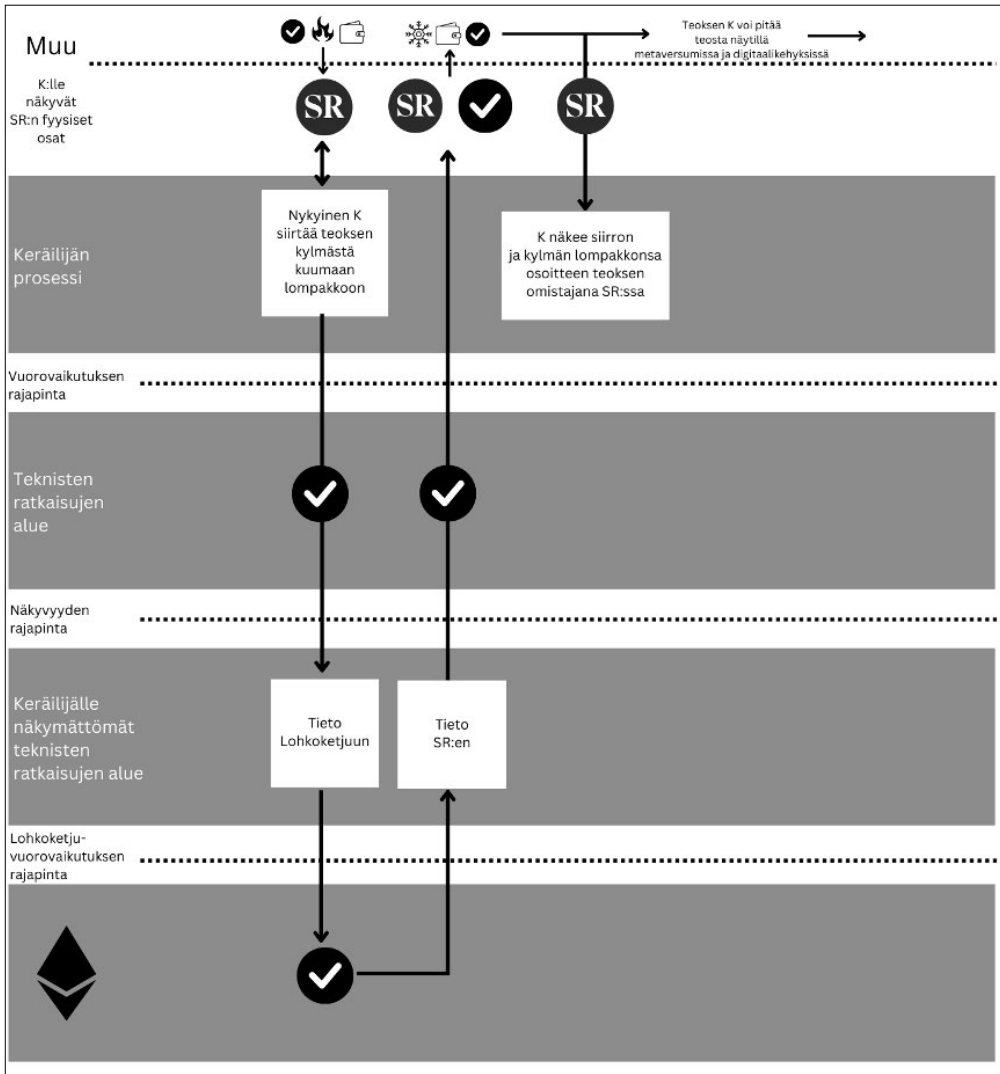 Muu
Teoksen K voi pitää
teosta näytillä
metaversumissa ja digitaalikehyksissä
K:lle
näkyvät
SR:n fyysiset
osat
SR
SR
SR
Keräilijän
prosessi
Nykyinen K
siirtää teoksen
kylmästä
kuumaan
lompakkoon
K näkee siirron
ja kylmän lompakkonsa
osoitteen teoksen
omistajana SR:ssa
Vuorovaikutuksen
rajapinta
Teknisten
ratkaisujen
alue
Näkyvyyden
rajapinta
Keräilijälle
näkymättömät
teknisten
ratkaisujen alue
Tieto
Lohkoketjuun
Tieto
SR:en
Lohkoketju-
vuorovaikutuksen
rajapinta